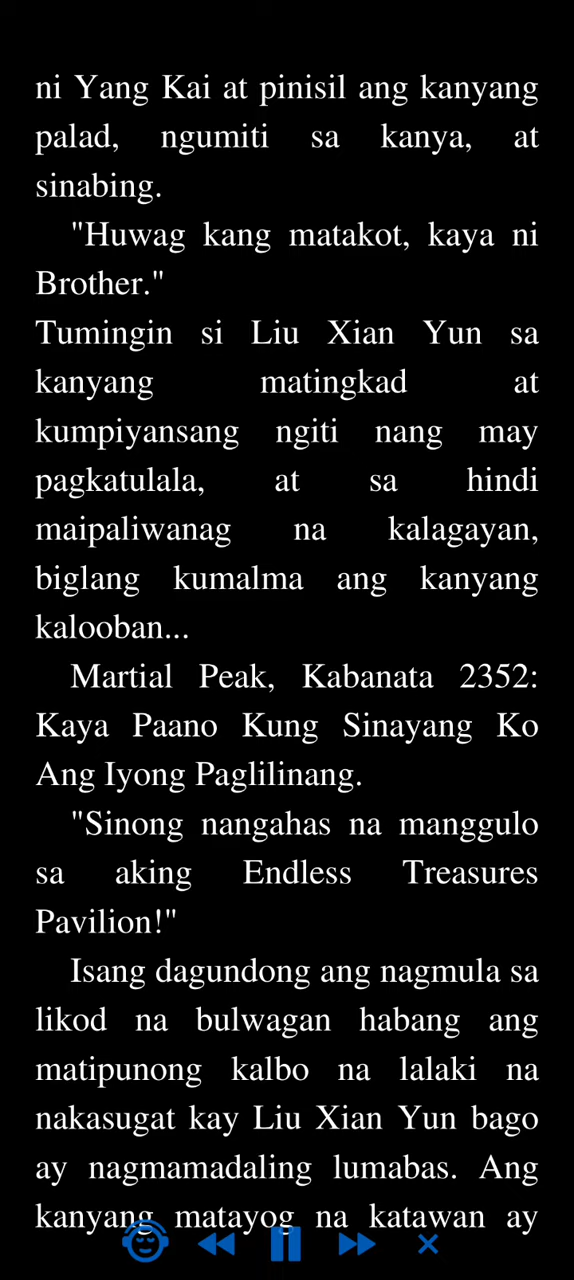 ni Yang Kai at pinisil ang kanyang
palad, ngumiti sa kanya, at
sinabing.
"Huwag kang matakot, kaya ni
Brother."
Tumingin si Liu Xian Yun sa
kanyang matingkad at
kumpiyansang ngiti nang may
pagkatulala, at sa hindi
maipaliwanag na kalagayan,
biglang kumalma ang kanyang
kalooban...
Martial Peak, Kabanata 2352:
Kaya Paano Kung Sinayang Ko
Ang Iyong Paglilinang.
"Sinong nangahas na manggulo
sa aking Endless Treasures
Pavilion!"
Isang dagundong ang nagmula sa
likod na bulwagan habang ang
matipunong kalbo na lalaki na
nakasugat kay Liu Xian Yun bago
ay nagmamadaling lumabas. Ang
kanyang matayog na katawan ay